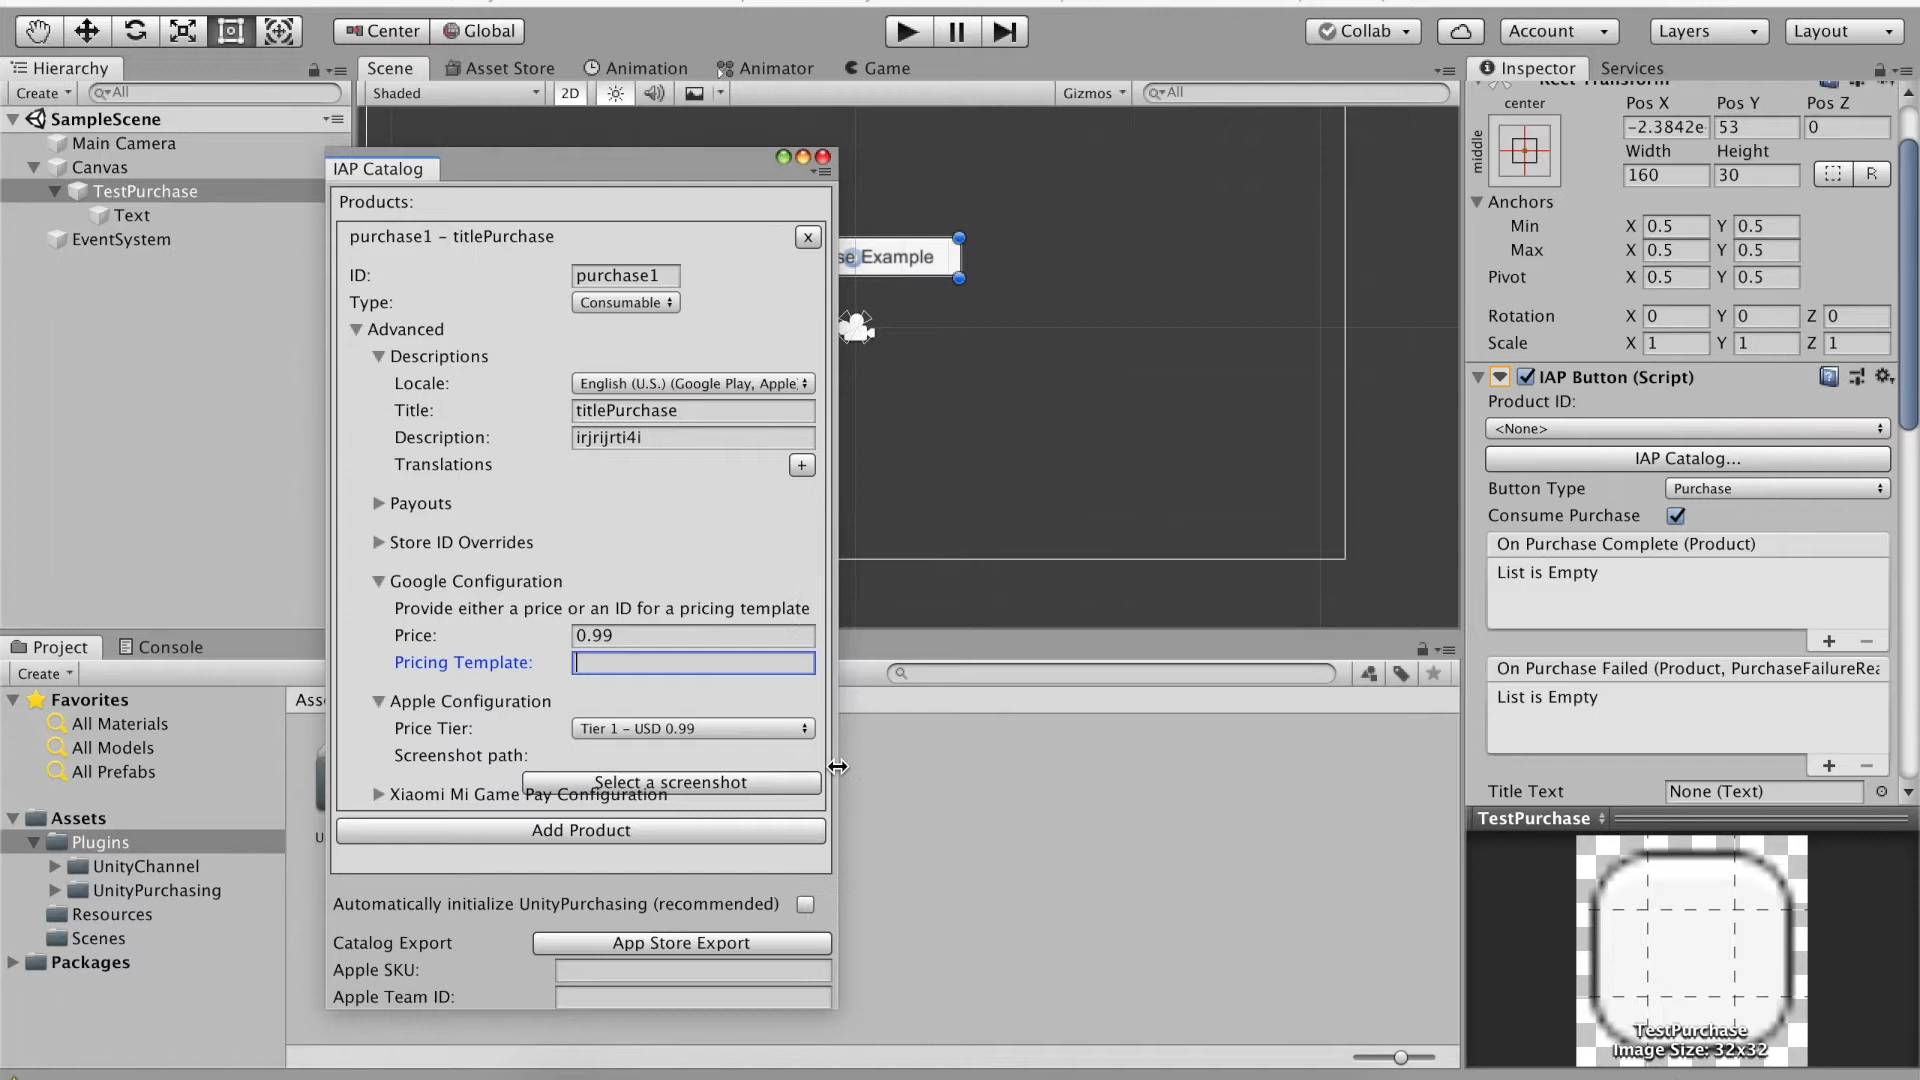 Center
Global
Collab
Account
Layers
Layout
Hierarchy
Scene
Asset Store
Animation
Animator
Game
Inspector
Services
Create
All
Shaded
2D
Gizmos
All
SampleScene
Main Camera
Canvas
TestPurchase
Text
EventSystem
IAP Catalog
Products:
purchase1 - titlePurchase
x
ID:
purchase1
Type:
Consumable
Advanced
Descriptions
Locale:
English (U.S.) (Google Play, Apple
Title:
titlePurchase
Description:
irjrijrti4i
Translations
+
Payouts
Store ID Overrides
Google Configuration
Provide either a price or an ID for a pricing template
Price:
0.99
Pricing Template:
Apple Configuration
Price Tier:
Tier 1 - USD 0.99
Screenshot path:
Select a screenshot
Xiaomi Mi Game Pay Configuration
Add Product
Automatically initialize UnityPurchasing (recommended)
Catalog Export
App Store Export
Apple SKU:
Apple Team ID:
se Example
Rect Transform
center
middle
Pos X
Pos Y
Pos Z
-2.3842e
53
0
Width
Height
160
30
R
Anchors
Min
X 0.5
Y 0.5
Max
X 0.5
Y 0.5
Pivot
X 0.5
Y 0.5
Rotation
X 0
Y 0
Z 0
Scale
X 1
Y 1
Z 1
IAP Button (Script)
Product ID:
<None>
IAP Catalog...
Button Type
Purchase
Consume Purchase
On Purchase Complete (Product)
List is Empty
+ −
On Purchase Failed (Product, PurchaseFailureRea
List is Empty
+ −
Title Text
None (Text)
TestPurchase
TestPurchase
Image Size: 32x32
Project
Console
Create
Favorites
All Materials
All Models
All Prefabs
Assets
Plugins
UnityChannel
UnityPurchasing
Resources
Scenes
Packages
Ass
U